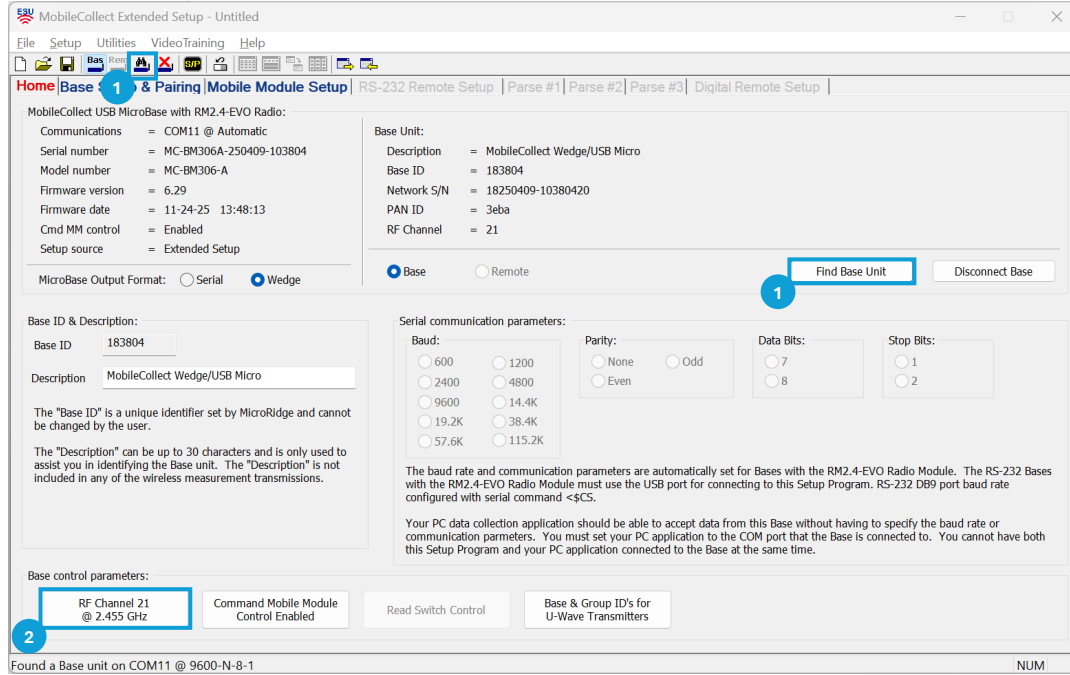 ESU
MobileCollect Extended Setup - Untitled
File Setup Utilities VideoTraining Help
Bas Rem S/P
1
Home Base & Pairing Mobile Module Setup RS-232 Remote Setup Parse #1 Parse #2 Parse #3 Digital Remote Setup
MobileCollect USB MicroBase with RM2.4-EVO Radio:
Communications = COM11 @ Automatic
Serial number = MC-BM306A-250409-103804
Model number = MC-BM306-A
Firmware version = 6.29
Firmware date = 11-24-25 13:48:13
Cmd MM control = Enabled
Setup source = Extended Setup
MicroBase Output Format: Serial Wedge
Base Unit:
Description = MobileCollect Wedge/USB Micro
Base ID = 183804
Network S/N = 18250409-10380420
PAN ID = 3eba
RF Channel = 21
Base Remote
Find Base Unit Disconnect Base
1
Base ID & Description:
Base ID 183804
Description MobileCollect Wedge/USB Micro
The "Base ID" is a unique identifier set by MicroRidge and cannot
be changed by the user.
The "Description" can be up to 30 characters and is only used to
assist you in identifying the Base unit. The "Description" is not
included in any of the wireless measurement transmissions.
Serial communication parameters:
Baud:
600 1200
2400 4800
9600 14.4K
19.2K 38.4K
57.6K 115.2K
Parity:
None Odd
Even
Data Bits:
7
8
Stop Bits:
1
2
The baud rate and communication parameters are automatically set for Bases with the RM2.4-EVO Radio Module. The RS-232 Bases
with the RM2.4-EVO Radio Module must use the USB port for connecting to this Setup Program. RS-232 DB9 port baud rate
configured with serial command <$CS.
Your PC data collection application should be able to accept data from this Base without having to specify the baud rate or
communication parmeters. You must set your PC application to the COM port that the Base is connected to. You cannot have both
this Setup Program and your PC application connected to the Base at the same time.
Base control parameters:
RF Channel 21
@ 2.455 GHz
Command Mobile Module
Control Enabled
Read Switch Control
Base & Group ID's for
U-Wave Transmitters
2
Found a Base unit on COM11 @ 9600-N-8-1 NUM